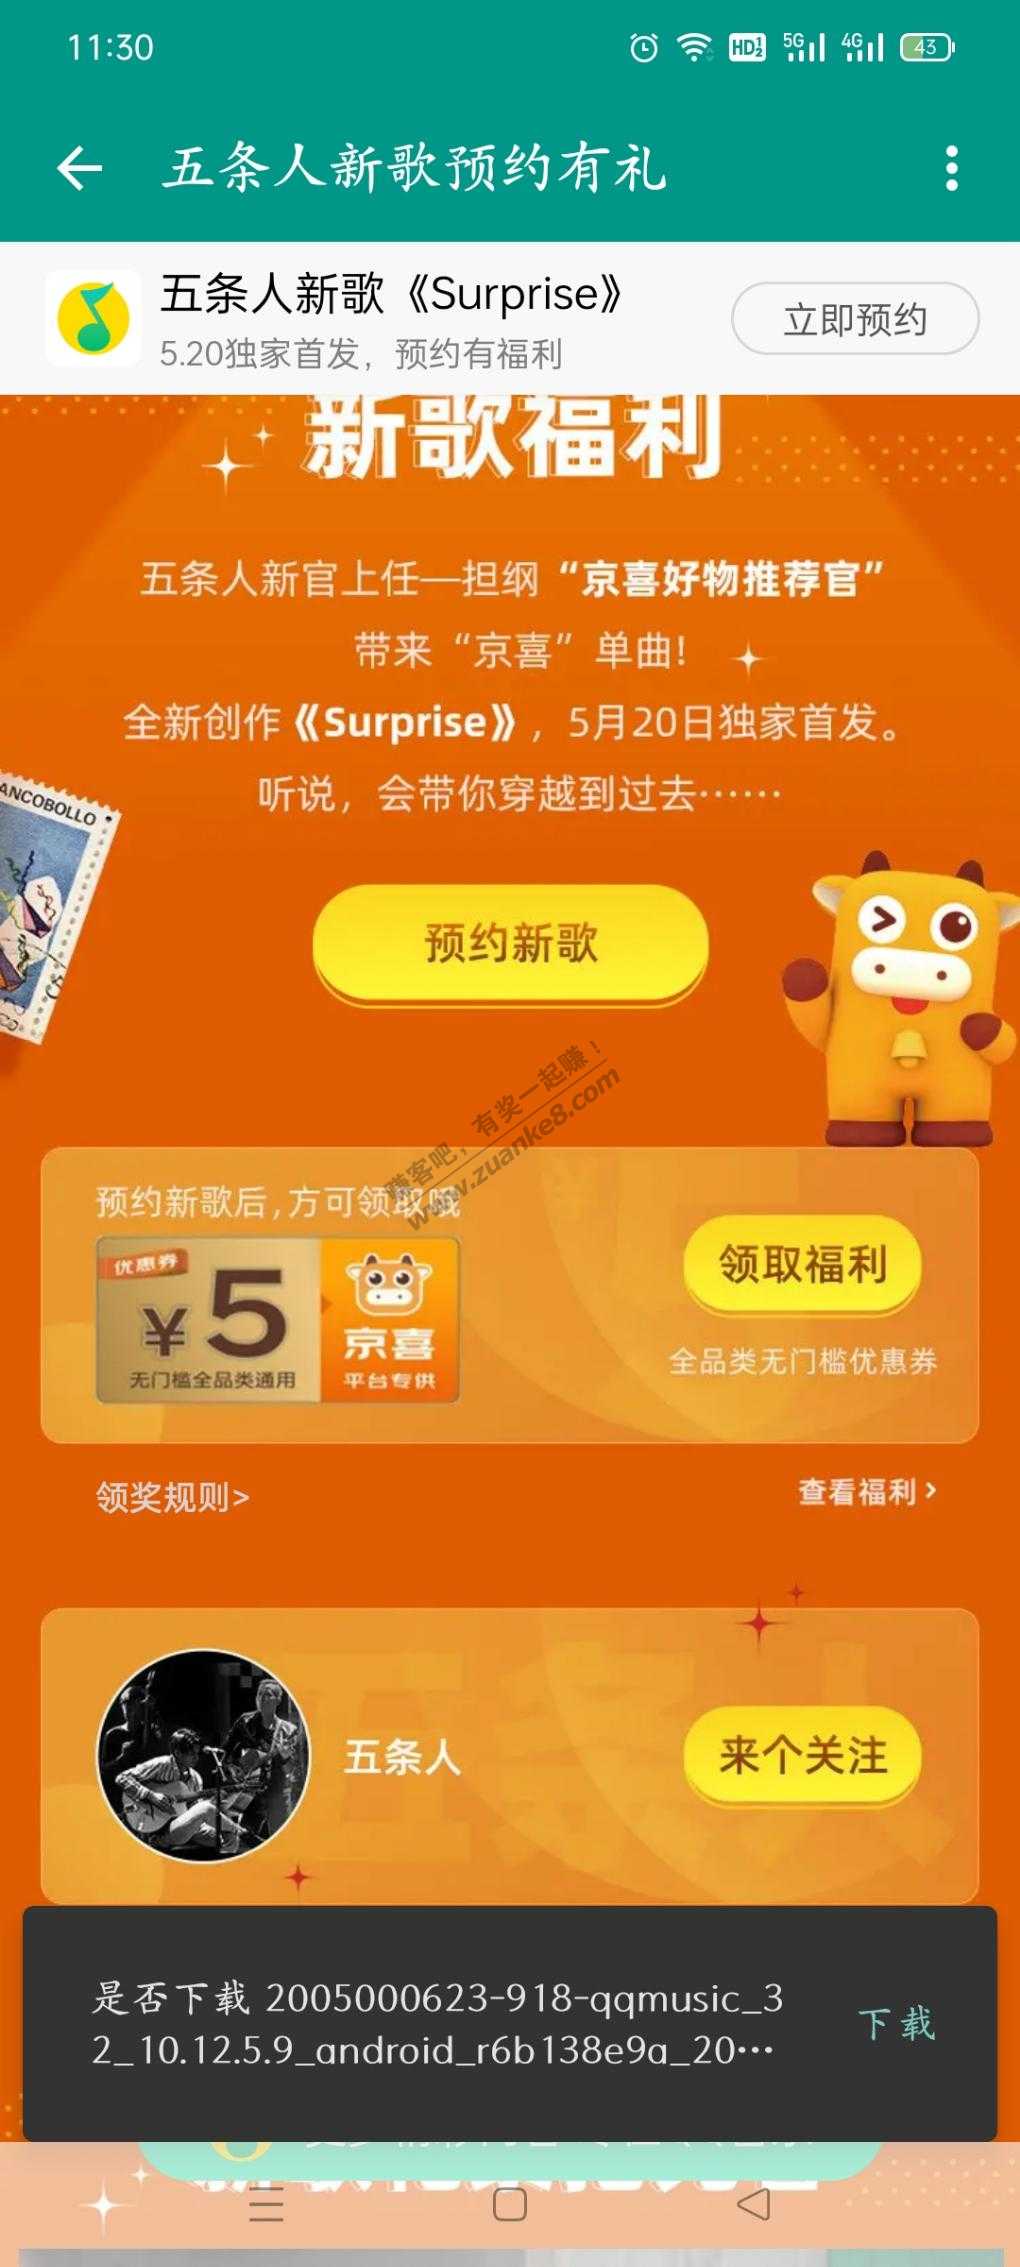 11:30
HD 1 2 5G 4G 43
五条人新歌预约有礼
五条人新歌《Surprise》
5.20独家首发，预约有福利
立即预约
新歌福利
五条人新官上任—担纲“京喜好物推荐官”
带来“京喜”单曲!
全新创作《Surprise》，5月20日独家首发。
听说，会带你穿越到过去……
ANCOBOLLO
预约新歌
赚客吧，有奖一起赚！
www.zuanke8.com
预约新歌后,方可领取哦
优惠券
¥5
无门槛全品类通用
京喜
平台专供
领取福利
全品类无门槛优惠券
领奖规则>
查看福利>
五条人
来个关注
是否下载 2005000623-918-qqmusic_3
2_10.12.5.9_android_r6b138e9a_20…
下载